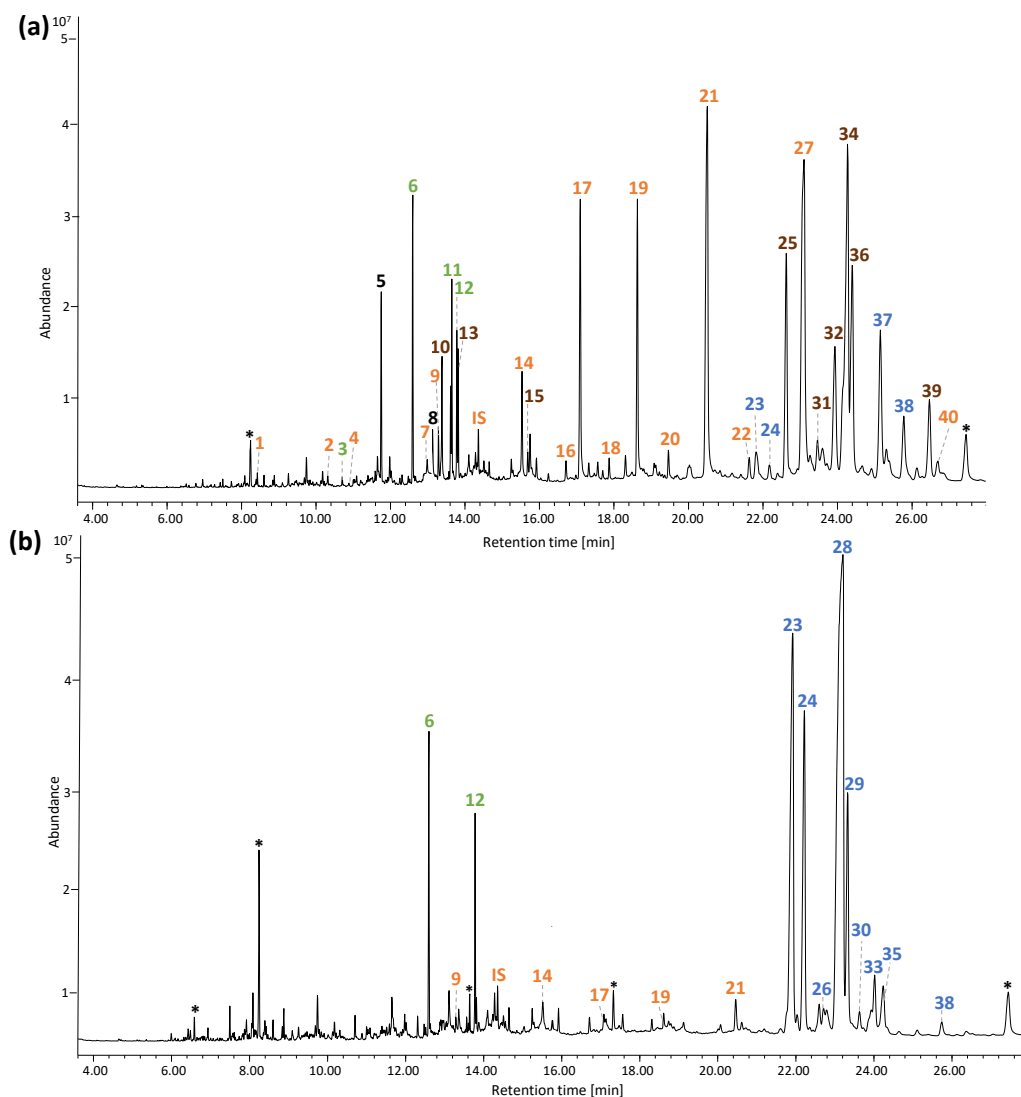 (a)
10⁷
5
4
3
2
1
Abundance
* 1 2 3 4 5 6 7 8 9 10 11 12 13 IS 14 15 16 17 18 19 20 21 22 23 24 25 27 31 32 34 36 37 38 39 40 *
4.00 6.00 8.00 10.00 12.00 14.00 16.00 18.00 20.00 22.00 24.00 26.00
Retention time [min]
(b)
10⁷
5
4
3
2
1
Abundance
* * 6 9 * 12 IS 14 17 * 19 21 23 24 26 28 29 30 33 35 38 *
4.00 6.00 8.00 10.00 12.00 14.00 16.00 18.00 20.00 22.00 24.00 26.00
Retention time [min]